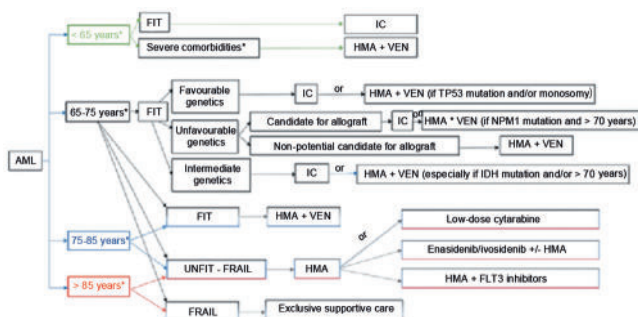 FIT
IC
< 65 years*
Severe comorbidities*
HMA + VEN
Favourable
genetics
IC
or
HMA + VEN (if TP53 mutation and/or monosomy)
65-75 years*
FIT
Unfavourable
genetics
Candidate for allograft
IC
or
HMA * VEN (if NPM1 mutation and > 70 years)
Non-potential candidate for allograft
HMA + VEN
AML
Intermediate
genetics
IC
or
HMA + VEN (especially if IDH mutation and/or > 70 years)
FIT
HMA + VEN
Low-dose cytarabine
75-85 years*
or
UNFIT - FRAIL
HMA
Enasidenib/ivosidenib +/- HMA
> 85 years*
HMA + FLT3 inhibitors
FRAIL
Exclusive supportive care